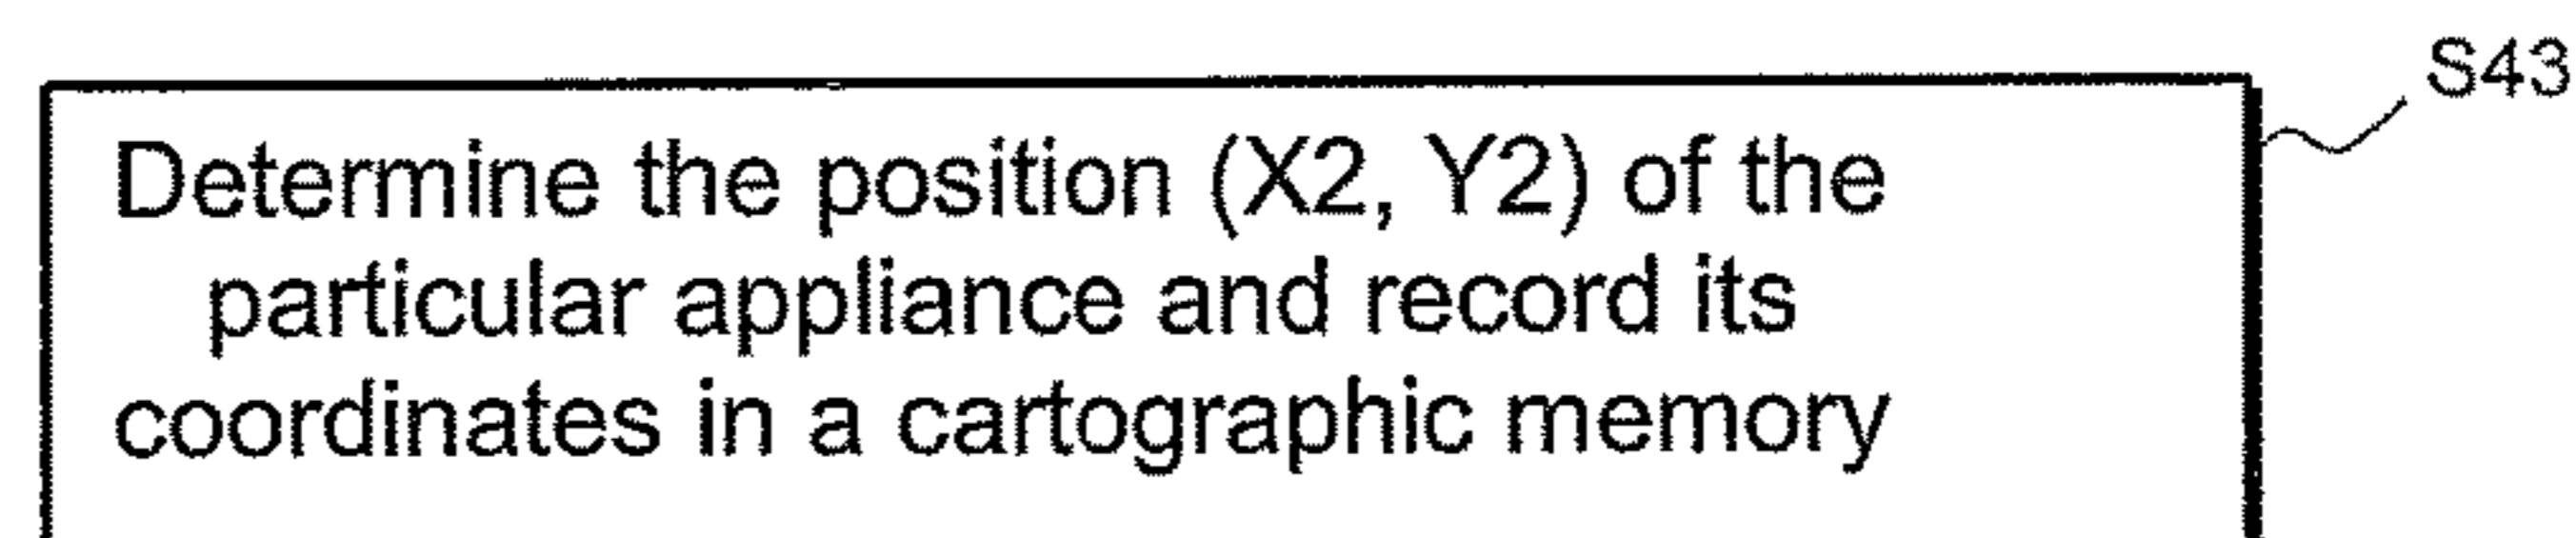 S43
Determine the position (X2, Y2) of the
particular appliance and record its
coordinates in a cartographic memory